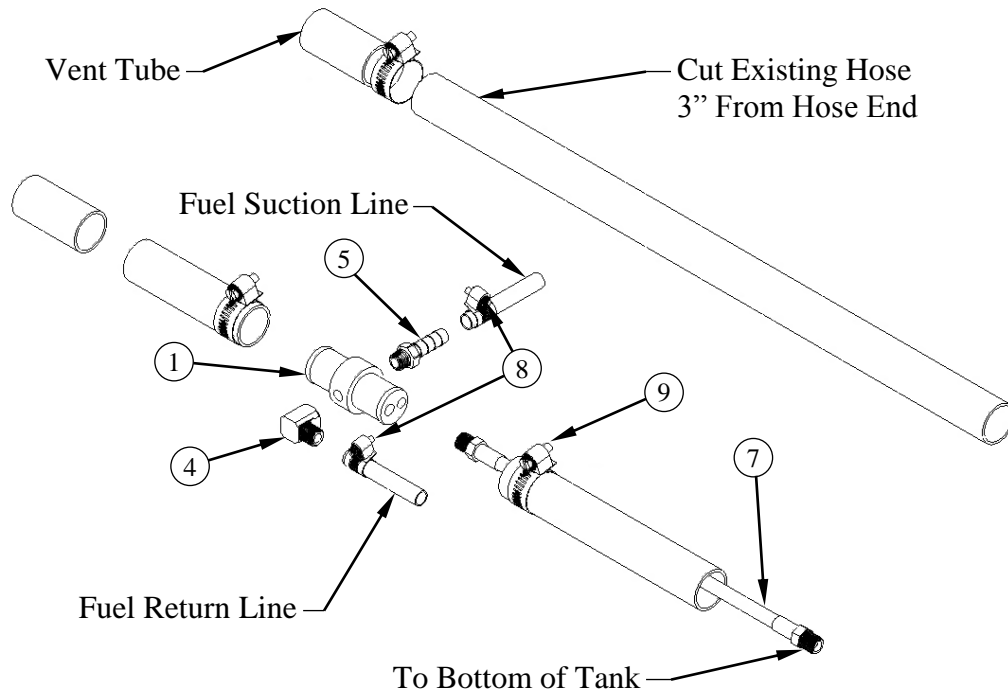 Vent Tube
Cut Existing Hose
3” From Hose End
Fuel Suction Line
5
1
8
9
4
7
Fuel Return Line
To Bottom of Tank